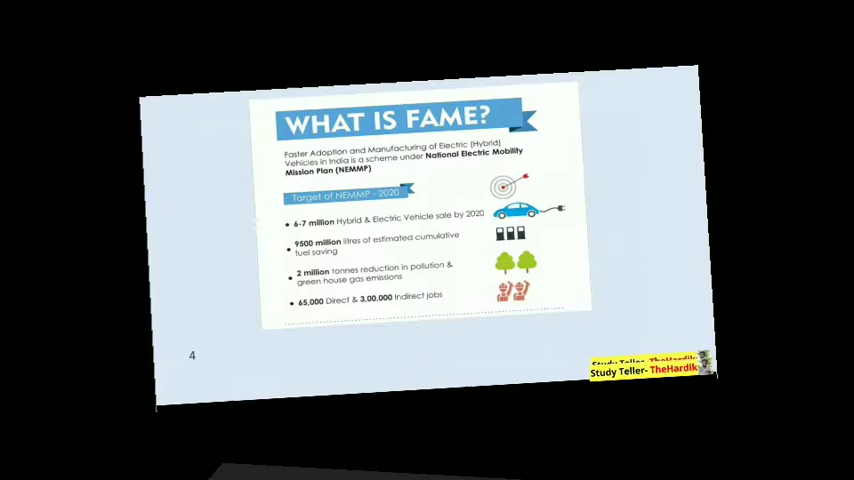 WHAT IS FAME?
Faster Adoption and Manufacturing of Electric (Hybrid)
Vehicles in India is a scheme under National Electric Mobility
Mission Plan (NEMMP)
Target of NEMMP - 2020
• 6-7 million Hybrid & Electric Vehicle sale by 2020
• 9500 million litres of estimated cumulative
fuel saving
• 2 million tonnes reduction in pollution &
green house gas emissions
• 65,000 Direct & 3,00,000 Indirect jobs
4
Study Teller- TheHardik
Study Teller- TheHardik